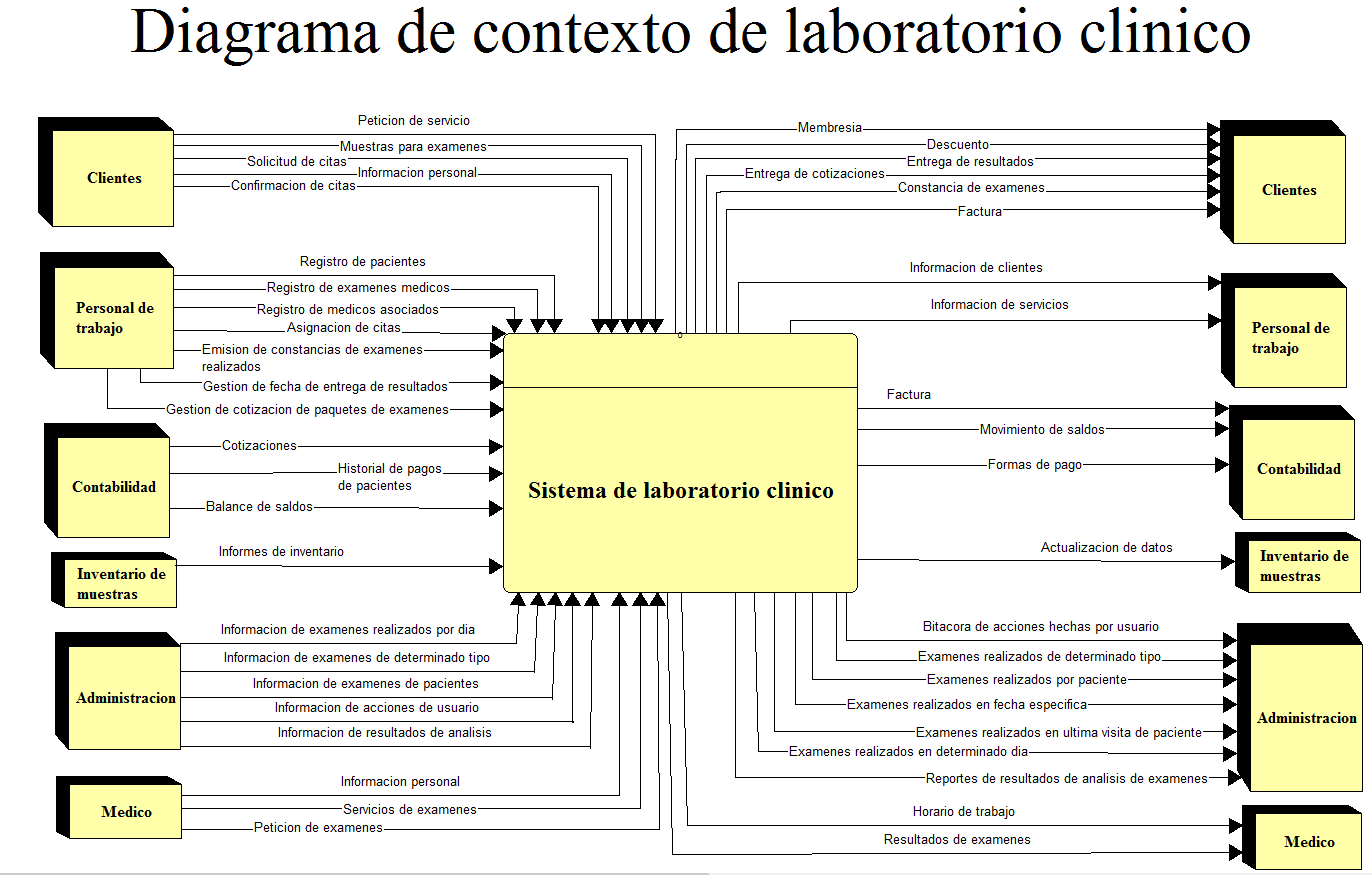 Diagrama de contexto de laboratorio clinico
Clientes
Peticion de servicio
Muestras para examenes
Solicitud de citas
Informacion personal
Confirmacion de citas
Membresia
Descuento
Entrega de resultados
Entrega de cotizaciones
Constancia de examenes
Factura
Clientes
Personal de
trabajo
Registro de pacientes
Registro de examenes medicos
Registro de medicos asociados
Asignacion de citas
Emision de constancias de examenes
realizados
Gestion de fecha de entrega de resultados
Gestion de cotizacion de paquetes de examenes
Informacion de clientes
Informacion de servicios
Personal de
trabajo
0
Sistema de laboratorio clinico
Contabilidad
Cotizaciones
Historial de pagos
de pacientes
Balance de saldos
Factura
Movimiento de saldos
Formas de pago
Contabilidad
Inventario de
muestras
Informes de inventario
Actualizacion de datos
Inventario de
muestras
Administracion
Informacion de examenes realizados por dia
Informacion de examenes de determinado tipo
Informacion de examenes de pacientes
Informacion de acciones de usuario
Informacion de resultados de analisis
Bitacora de acciones hechas por usuario
Examenes realizados de determinado tipo
Examenes realizados por paciente
Examenes realizados en fecha especifica
Examenes realizados en ultima visita de paciente
Examenes realizados en determinado dia
Reportes de resultados de analisis de examenes
Administracion
Medico
Informacion personal
Servicios de examenes
Peticion de examenes
Horario de trabajo
Resultados de examenes
Medico